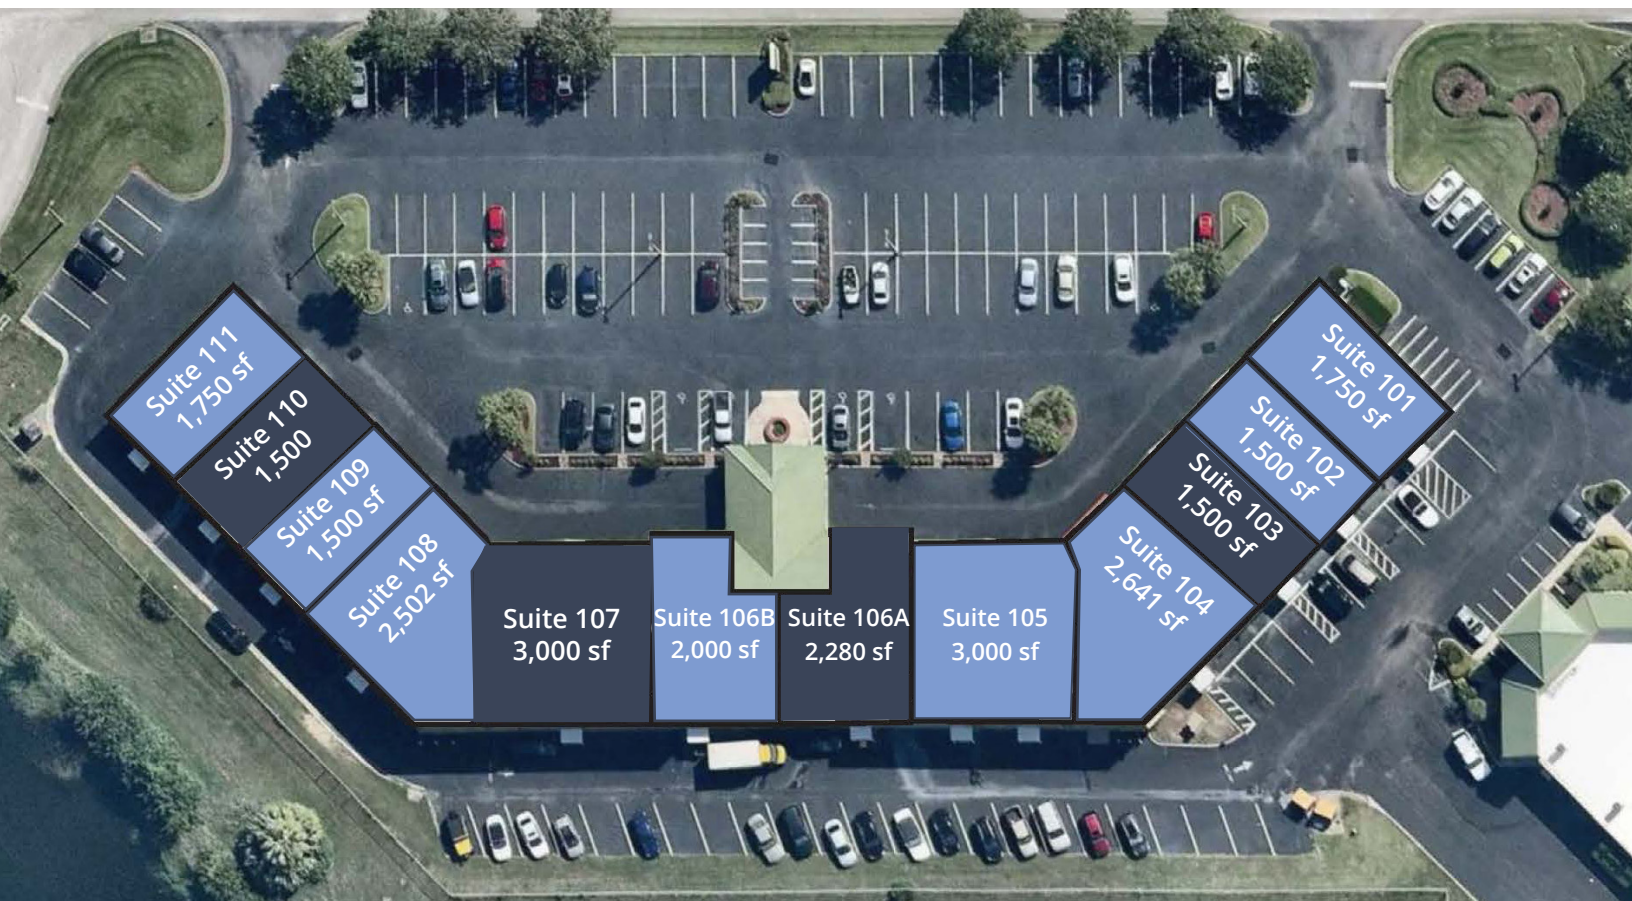 Suite 111
1,750 sf
Suite 110
1,500
Suite 109
1,500 sf
Suite 108
2,502 sf
Suite 107
3,000 sf
Suite 106B
2,000 sf
Suite 106A
2,280 sf
Suite 105
3,000 sf
Suite 104
2,641 sf
Suite 103
1,500 sf
Suite 102
1,500 sf
Suite 101
1,750 sf